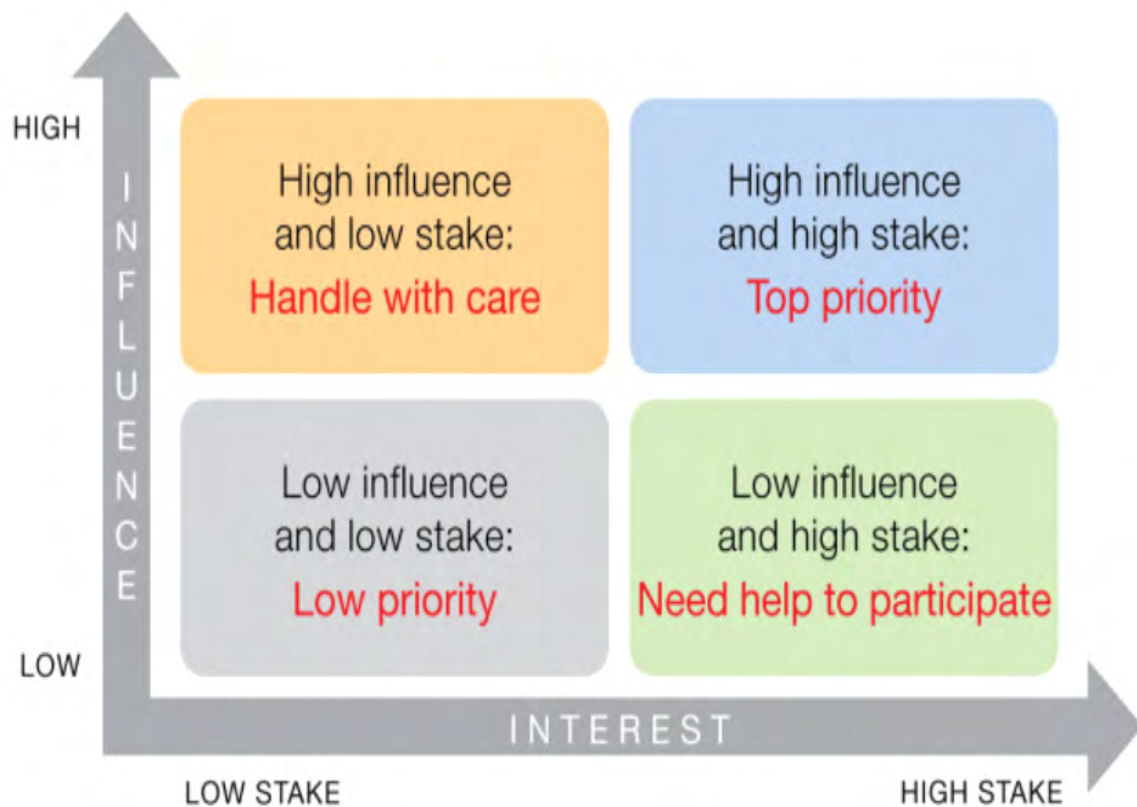 HIGH
INFLUENCE
LOW
High influence
and low stake:
Handle with care
High influence
and high stake:
Top priority
Low influence
and low stake:
Low priority
Low influence
and high stake:
Need help to participate
INTEREST
LOW STAKE
HIGH STAKE